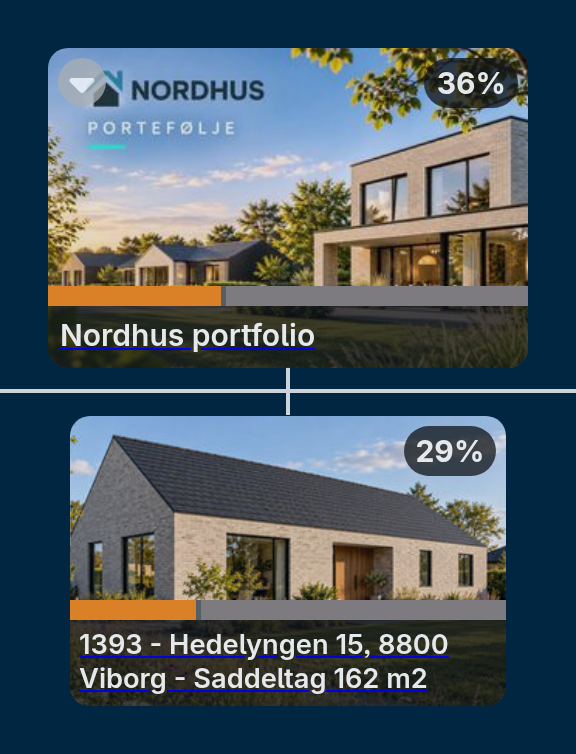 NORDHUS
PORTEFØLJE
36%
Nordhus portfolio
29%
1393 - Hedelyngen 15, 8800
Viborg - Saddeltag 162 m2